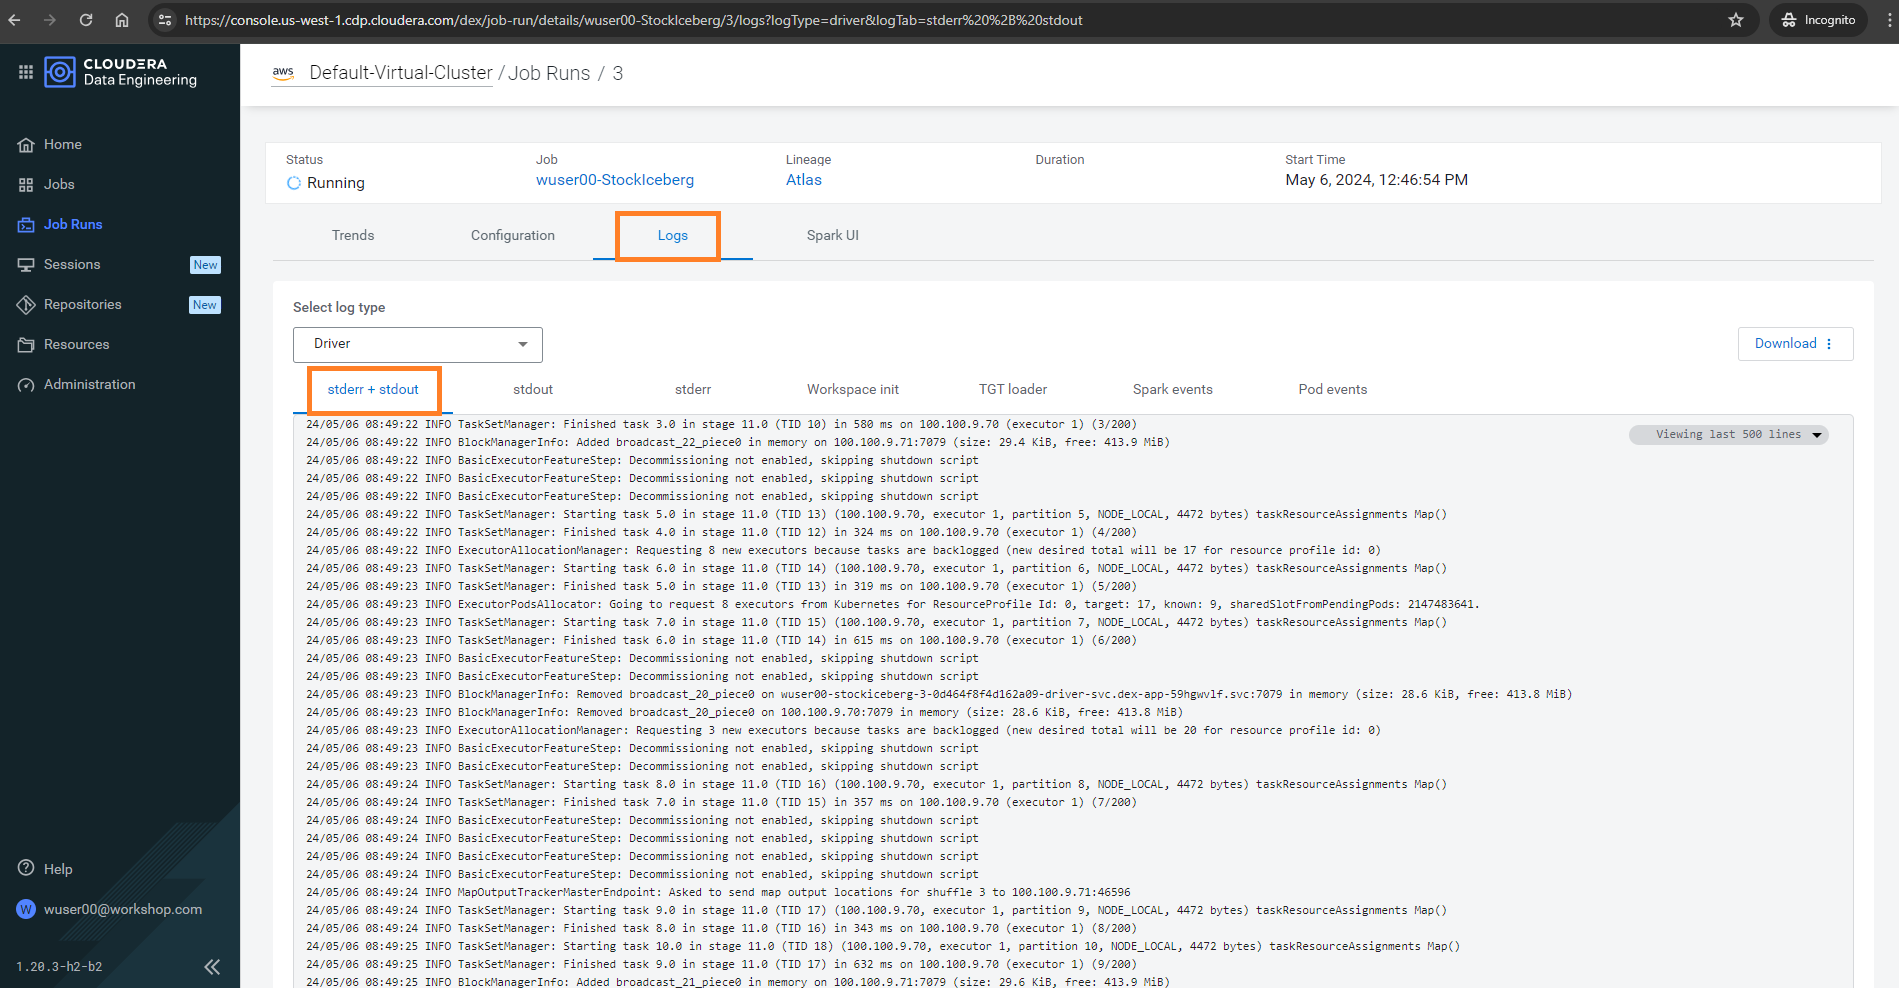 https://console.us-west-1.cdp.cloudera.com/dex/job-run/details/wuser00-StockIceberg/3/logs?logType=driver&logTab=stderr%20%2B%20stdout
Incognito
CLOUDERA
Data Engineering
aws
Default-Virtual-Cluster / Job Runs / 3
Home
Jobs
Job Runs
Sessions New
Repositories New
Resources
Administration
Help
W wuser00@workshop.com
1.20.3-h2-b2
Status
Running
Job
wuser00-StockIceberg
Lineage
Atlas
Duration
Start Time
May 6, 2024, 12:46:54 PM
Trends Configuration Logs Spark UI
Select log type
Driver
Download
stderr + stdout stdout stderr Workspace init TGT loader Spark events Pod events
Viewing last 500 lines
24/05/06 08:49:22 INFO TaskSetManager: Finished task 3.0 in stage 11.0 (TID 10) in 580 ms on 100.100.9.70 (executor 1) (3/200)
24/05/06 08:49:22 INFO BlockManagerInfo: Added broadcast_22_piece0 in memory on 100.100.9.71:7079 (size: 29.4 KiB, free: 413.9 MiB)
24/05/06 08:49:22 INFO BasicExecutorFeatureStep: Decommissioning not enabled, skipping shutdown script
24/05/06 08:49:22 INFO BasicExecutorFeatureStep: Decommissioning not enabled, skipping shutdown script
24/05/06 08:49:22 INFO BasicExecutorFeatureStep: Decommissioning not enabled, skipping shutdown script
24/05/06 08:49:22 INFO TaskSetManager: Starting task 5.0 in stage 11.0 (TID 13) (100.100.9.70, executor 1, partition 5, NODE_LOCAL, 4472 bytes) taskResourceAssignments Map()
24/05/06 08:49:22 INFO TaskSetManager: Finished task 4.0 in stage 11.0 (TID 12) in 324 ms on 100.100.9.70 (executor 1) (4/200)
24/05/06 08:49:22 INFO ExecutorAllocationManager: Requesting 8 new executors because tasks are backlogged (new desired total will be 17 for resource profile id: 0)
24/05/06 08:49:23 INFO TaskSetManager: Starting task 6.0 in stage 11.0 (TID 14) (100.100.9.70, executor 1, partition 6, NODE_LOCAL, 4472 bytes) taskResourceAssignments Map()
24/05/06 08:49:23 INFO TaskSetManager: Finished task 5.0 in stage 11.0 (TID 13) in 319 ms on 100.100.9.70 (executor 1) (5/200)
24/05/06 08:49:23 INFO ExecutorPodsAllocator: Going to request 8 executors from Kubernetes for ResourceProfile Id: 0, target: 17, known: 9, sharedSlotFromPendingPods: 2147483641.
24/05/06 08:49:23 INFO TaskSetManager: Starting task 7.0 in stage 11.0 (TID 15) (100.100.9.70, executor 1, partition 7, NODE_LOCAL, 4472 bytes) taskResourceAssignments Map()
24/05/06 08:49:23 INFO TaskSetManager: Finished task 6.0 in stage 11.0 (TID 14) in 615 ms on 100.100.9.70 (executor 1) (6/200)
24/05/06 08:49:23 INFO BasicExecutorFeatureStep: Decommissioning not enabled, skipping shutdown script
24/05/06 08:49:23 INFO BasicExecutorFeatureStep: Decommissioning not enabled, skipping shutdown script
24/05/06 08:49:23 INFO BlockManagerInfo: Removed broadcast_20_piece0 on wuser00-stockiceberg-3-0d464f8f4d162a09-driver-svc.dex-app-59hgwvlf.svc:7079 in memory (size: 28.6 KiB, free: 413.8 MiB)
24/05/06 08:49:23 INFO BlockManagerInfo: Removed broadcast_20_piece0 on 100.100.9.70:7079 in memory (size: 28.6 KiB, free: 413.8 MiB)
24/05/06 08:49:23 INFO ExecutorAllocationManager: Requesting 3 new executors because tasks are backlogged (new desired total will be 20 for resource profile id: 0)
24/05/06 08:49:23 INFO BasicExecutorFeatureStep: Decommissioning not enabled, skipping shutdown script
24/05/06 08:49:23 INFO BasicExecutorFeatureStep: Decommissioning not enabled, skipping shutdown script
24/05/06 08:49:24 INFO TaskSetManager: Starting task 8.0 in stage 11.0 (TID 16) (100.100.9.70, executor 1, partition 8, NODE_LOCAL, 4472 bytes) taskResourceAssignments Map()
24/05/06 08:49:24 INFO TaskSetManager: Finished task 7.0 in stage 11.0 (TID 15) in 357 ms on 100.100.9.70 (executor 1) (7/200)
24/05/06 08:49:24 INFO BasicExecutorFeatureStep: Decommissioning not enabled, skipping shutdown script
24/05/06 08:49:24 INFO BasicExecutorFeatureStep: Decommissioning not enabled, skipping shutdown script
24/05/06 08:49:24 INFO BasicExecutorFeatureStep: Decommissioning not enabled, skipping shutdown script
24/05/06 08:49:24 INFO BasicExecutorFeatureStep: Decommissioning not enabled, skipping shutdown script
24/05/06 08:49:24 INFO MapOutputTrackerMasterEndpoint: Asked to send map output locations for shuffle 3 to 100.100.9.71:46596
24/05/06 08:49:24 INFO TaskSetManager: Starting task 9.0 in stage 11.0 (TID 17) (100.100.9.70, executor 1, partition 9, NODE_LOCAL, 4472 bytes) taskResourceAssignments Map()
24/05/06 08:49:24 INFO TaskSetManager: Finished task 8.0 in stage 11.0 (TID 16) in 343 ms on 100.100.9.70 (executor 1) (8/200)
24/05/06 08:49:25 INFO TaskSetManager: Starting task 10.0 in stage 11.0 (TID 18) (100.100.9.70, executor 1, partition 10, NODE_LOCAL, 4472 bytes) taskResourceAssignments Map()
24/05/06 08:49:25 INFO TaskSetManager: Finished task 9.0 in stage 11.0 (TID 17) in 632 ms on 100.100.9.70 (executor 1) (9/200)
24/05/06 08:49:25 INFO BlockManagerInfo: Added broadcast_21_piece0 in memory on 100.100.9.71:7079 (size: 29.6 KiB, free: 413.9 MiB)